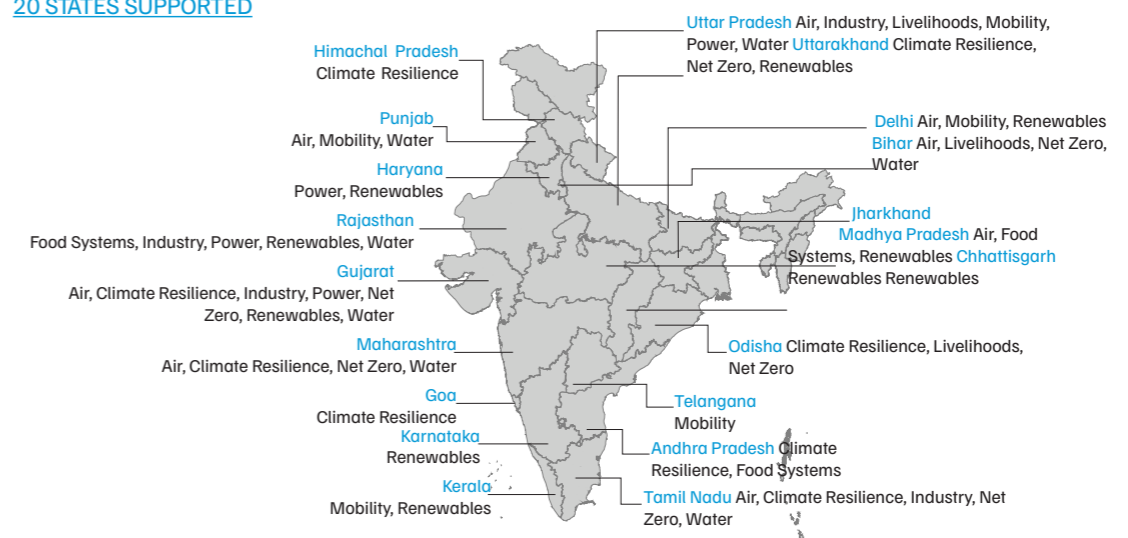 20 STATES SUPPORTED
Himachal Pradesh
Climate Resilience
Punjab
Air, Mobility, Water
Haryana
Power, Renewables
Rajasthan
Food Systems, Industry, Power, Renewables, Water
Gujarat
Air, Climate Resilience, Industry, Power, Net
Zero, Renewables, Water
Maharashtra
Air, Climate Resilience, Net Zero, Water
Goa
Climate Resilience
Karnataka
Renewables
Kerala
Mobility, Renewables
Uttar Pradesh Air, Industry, Livelihoods, Mobility,
Power, Water Uttarakhand Climate Resilience,
Net Zero, Renewables
Delhi Air, Mobility, Renewables
Bihar Air, Livelihoods, Net Zero,
Water
Jharkhand
Madhya Pradesh Air, Food
Systems, Renewables Chhattisgarh
Renewables Renewables
Odisha Climate Resilience, Livelihoods,
Net Zero
Telangana
Mobility
Andhra Pradesh Climate
Resilience, Food Systems
Tamil Nadu Air, Climate Resilience, Industry, Net
Zero, Water